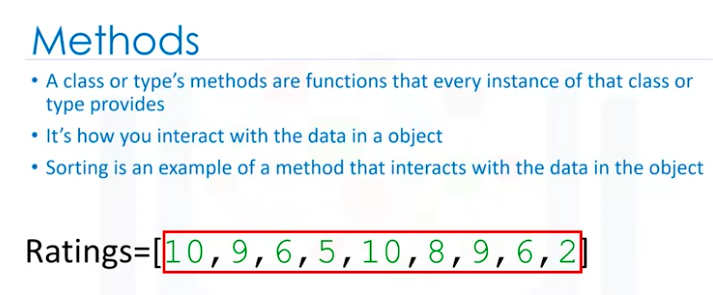 Methods
• A class or type's methods are functions that every instance of that class or
type provides
• It's how you interact with the data in a object
• Sorting is an example of a method that interacts with the data in the object
Ratings=[10,9,6,5,10,8,9,6,2]